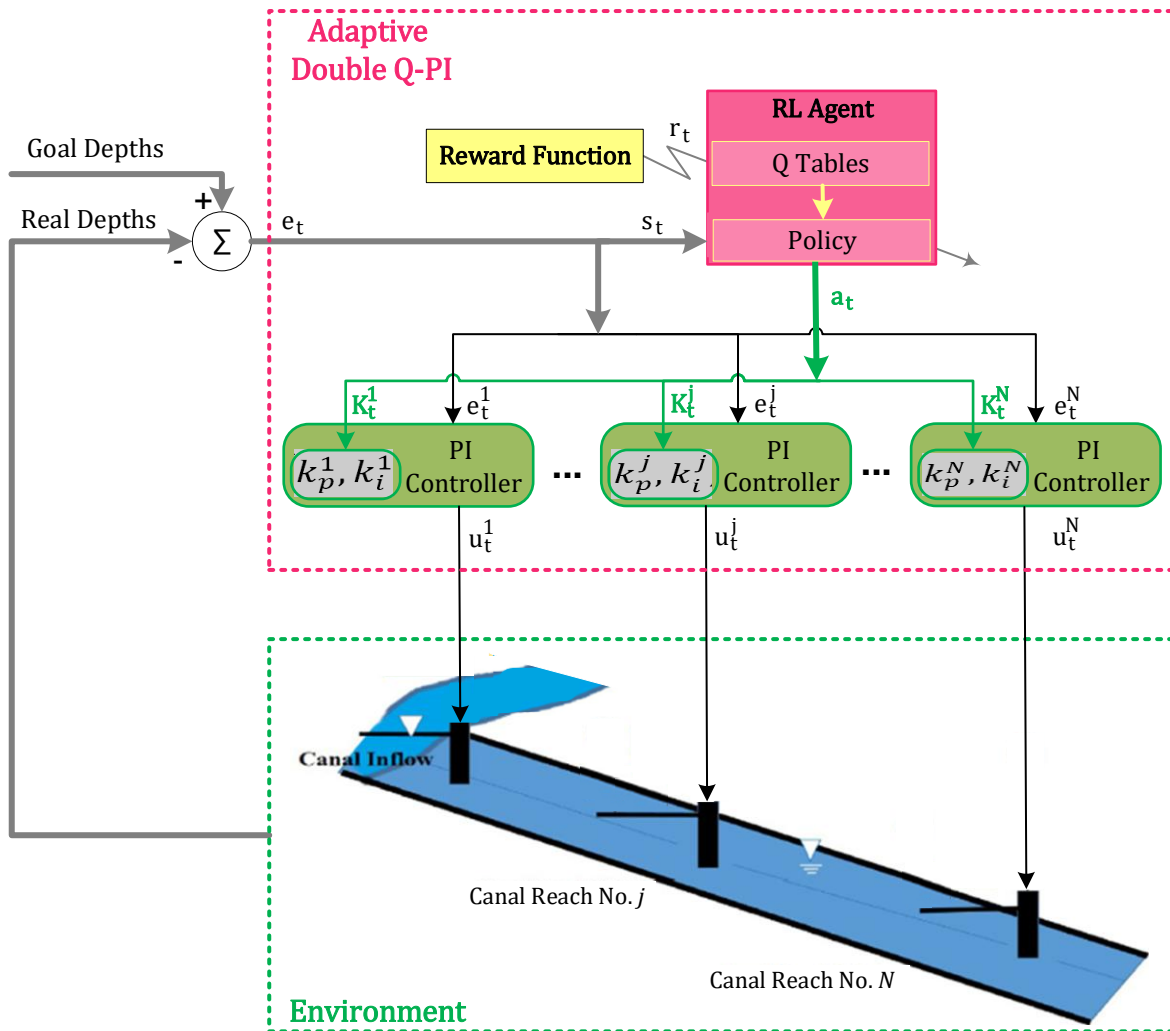 Adaptive
Double Q-PI
RL Agent
r_t
Reward Function
Q Tables
Goal Depths
+
Real Depths
Σ
-
e_t
s_t
Policy
a_t
K_t^1
e_t^1
K_t^j
e_t^j
K_t^N
e_t^N
k_p^1, k_i^1
PI
Controller
...
k_p^j, k_i^j
PI
Controller
...
k_p^N, k_i^N
PI
Controller
u_t^1
u_t^j
u_t^N
Canal Inflow
Canal Reach No. j
Canal Reach No. N
Environment